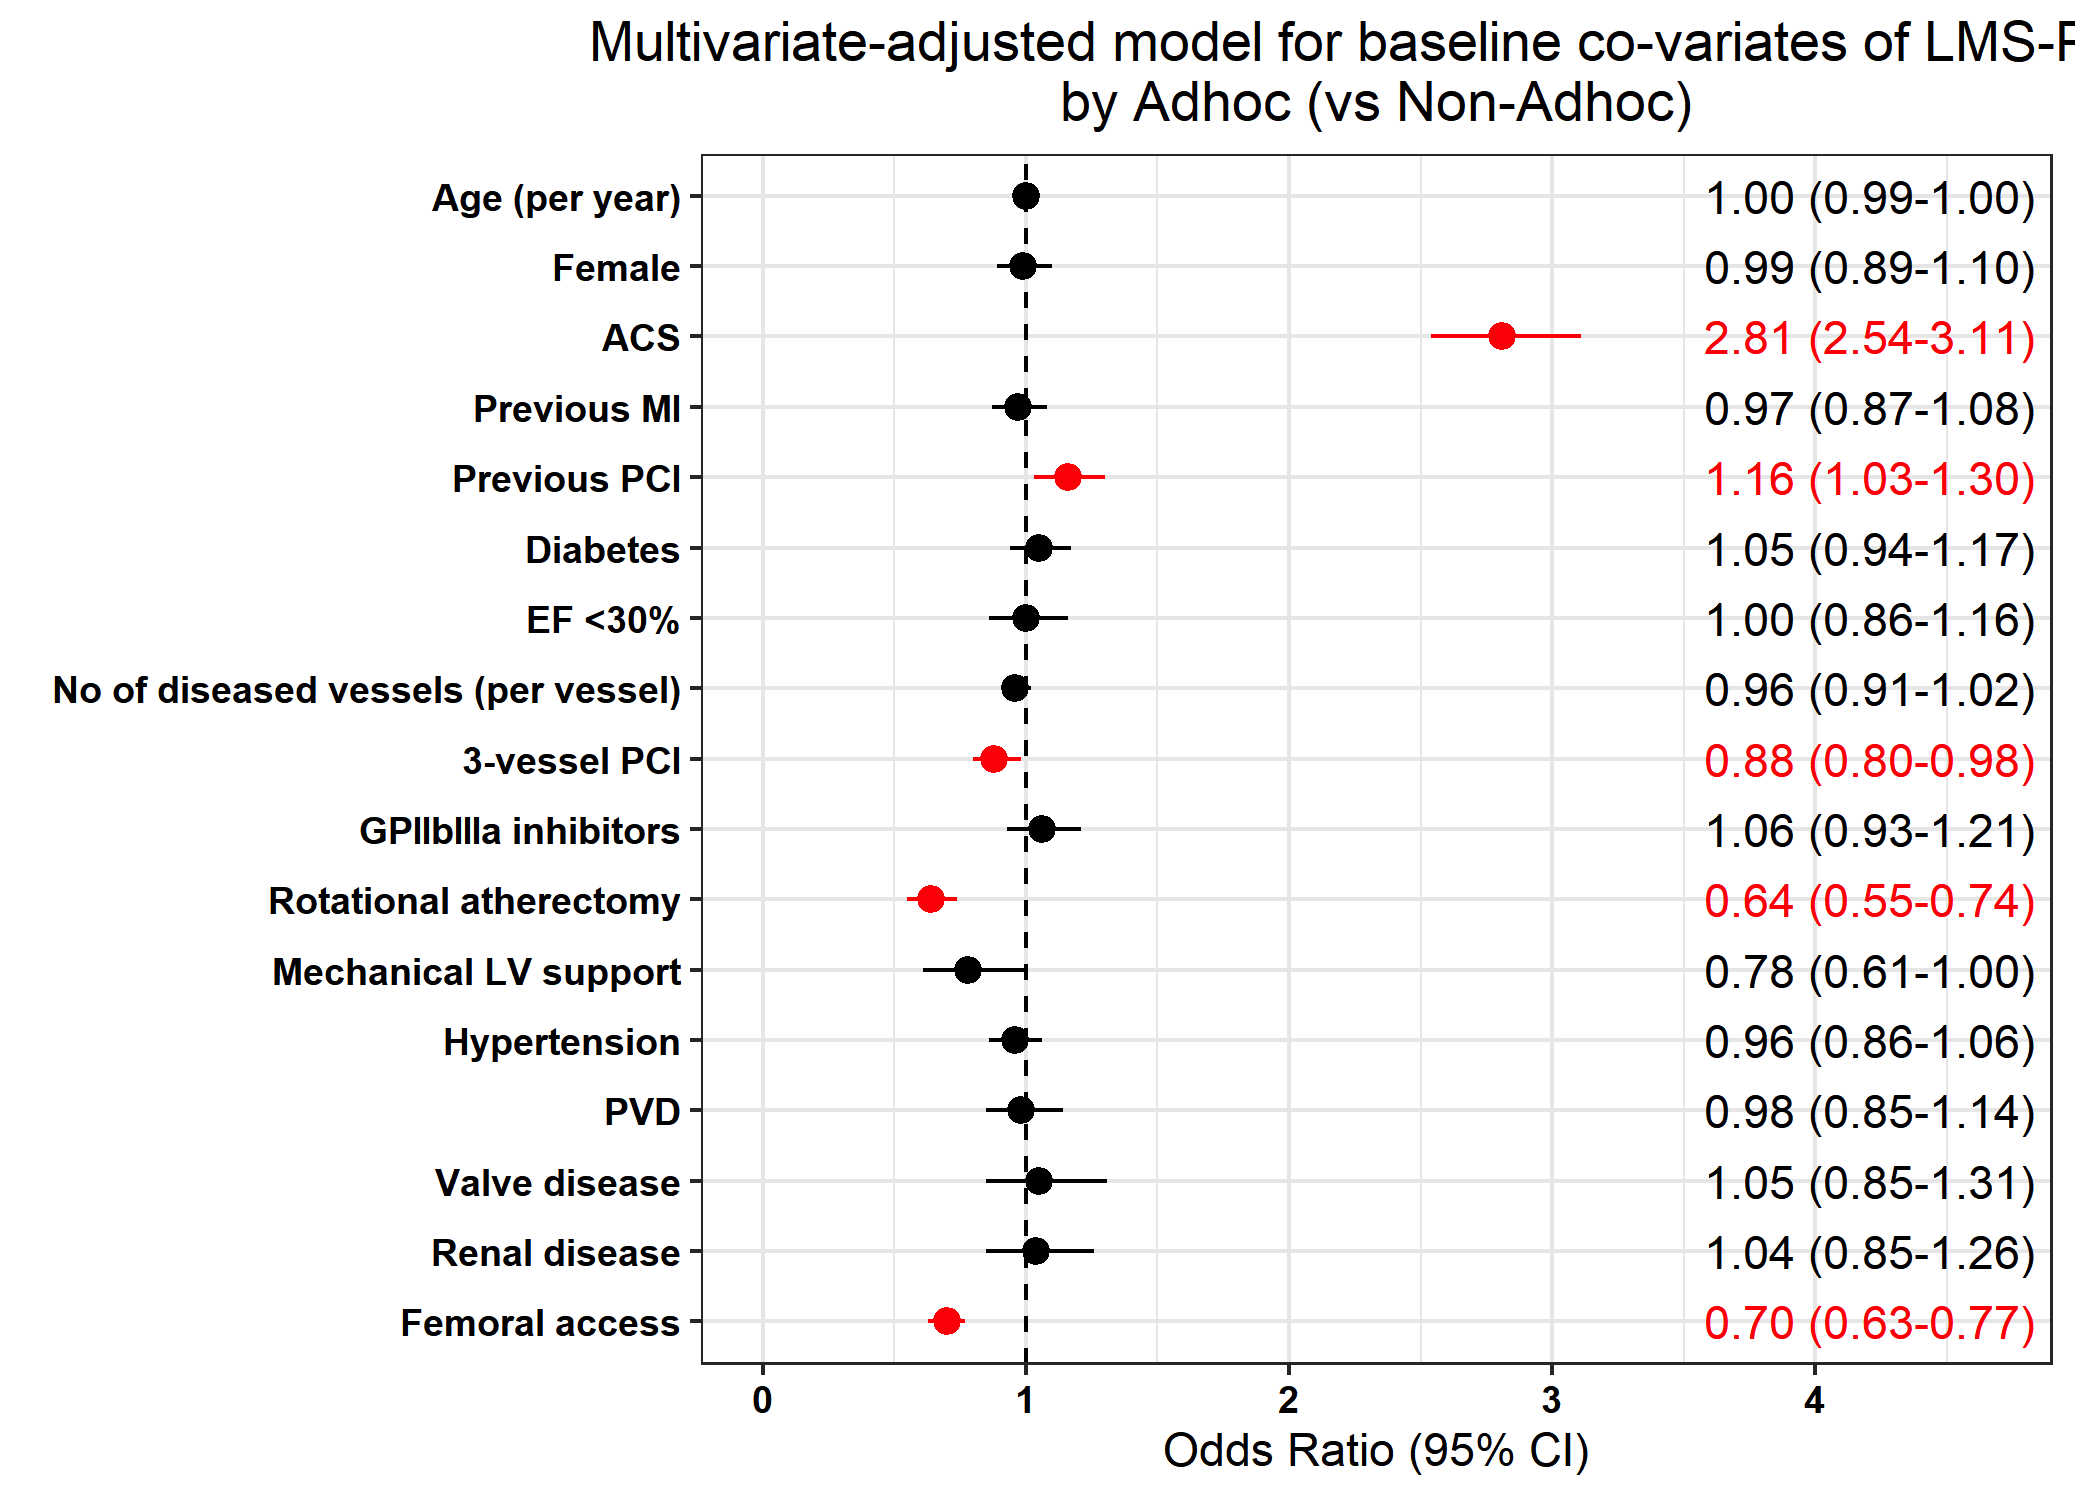 Multivariate-adjusted model for baseline co-variates of LMS-
by Adhoc (vs Non-Adhoc)
Age (per year) 1.00 (0.99-1.00)
Female 0.99 (0.89-1.10)
ACS 2.81 (2.54-3.11)
Previous MI 0.97 (0.87-1.08)
Previous PCI 1.16 (1.03-1.30)
Diabetes 1.05 (0.94-1.17)
EF <30% 1.00 (0.86-1.16)
No of diseased vessels (per vessel) 0.96 (0.91-1.02)
3-vessel PCI 0.88 (0.80-0.98)
GPIIbIIIa inhibitors 1.06 (0.93-1.21)
Rotational atherectomy 0.64 (0.55-0.74)
Mechanical LV support 0.78 (0.61-1.00)
Hypertension 0.96 (0.86-1.06)
PVD 0.98 (0.85-1.14)
Valve disease 1.05 (0.85-1.31)
Renal disease 1.04 (0.85-1.26)
Femoral access 0.70 (0.63-0.77)
0 1 2 3 4
Odds Ratio (95% CI)